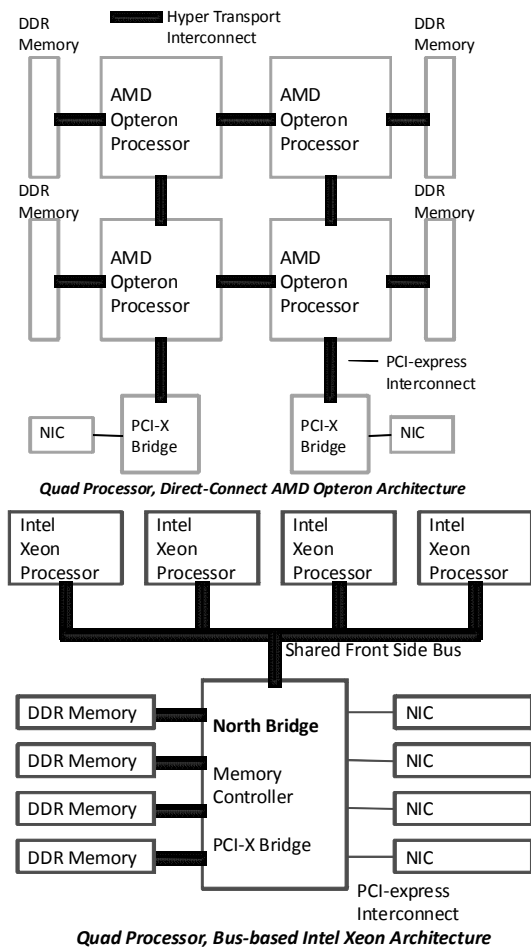 Hyper Transport
Interconnect
DDR
Memory
DDR
Memory
AMD
Opteron
Processor
AMD
Opteron
Processor
DDR
Memory
DDR
Memory
AMD
Opteron
Processor
AMD
Opteron
Processor
PCI-express
Interconnect
NIC
PCI-X
Bridge
PCI-X
Bridge
NIC
Quad Processor, Direct-Connect AMD Opteron Architecture
Intel
Xeon
Processor
Intel
Xeon
Processor
Intel
Xeon
Processor
Intel
Xeon
Processor
Shared Front Side Bus
DDR Memory
DDR Memory
DDR Memory
DDR Memory
North Bridge
Memory
Controller
PCI-X Bridge
NIC
NIC
NIC
NIC
PCI-express
Interconnect
Quad Processor, Bus-based Intel Xeon Architecture